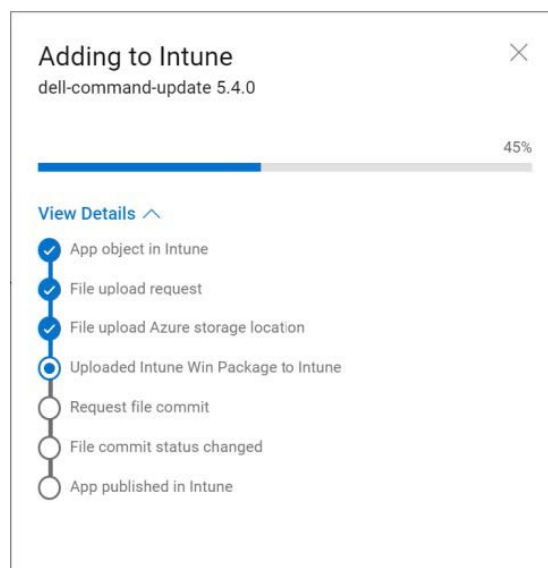 Adding to Intune
dell-command-update 5.4.0
45%
View Details
App object in Intune
File upload request
File upload Azure storage location
Uploaded Intune Win Package to Intune
Request file commit
File commit status changed
App published in Intune